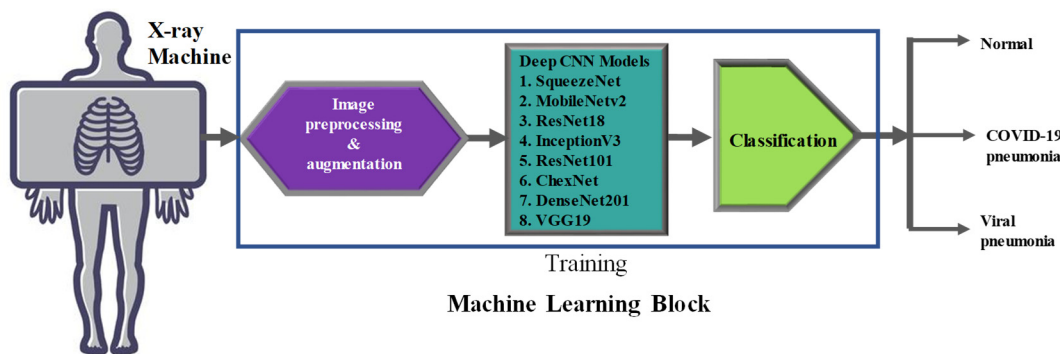 X-ray
Machine
Image
preprocessing
&
augmentation
Deep CNN Models
1. SqueezeNet
2. MobileNetv2
3. ResNet18
4. InceptionV3
5. ResNet101
6. ChexNet
7. DenseNet201
8. VGG19
Classification
Normal
COVID-19
pneumonia
Viral
pneumonia
Training
Machine Learning Block